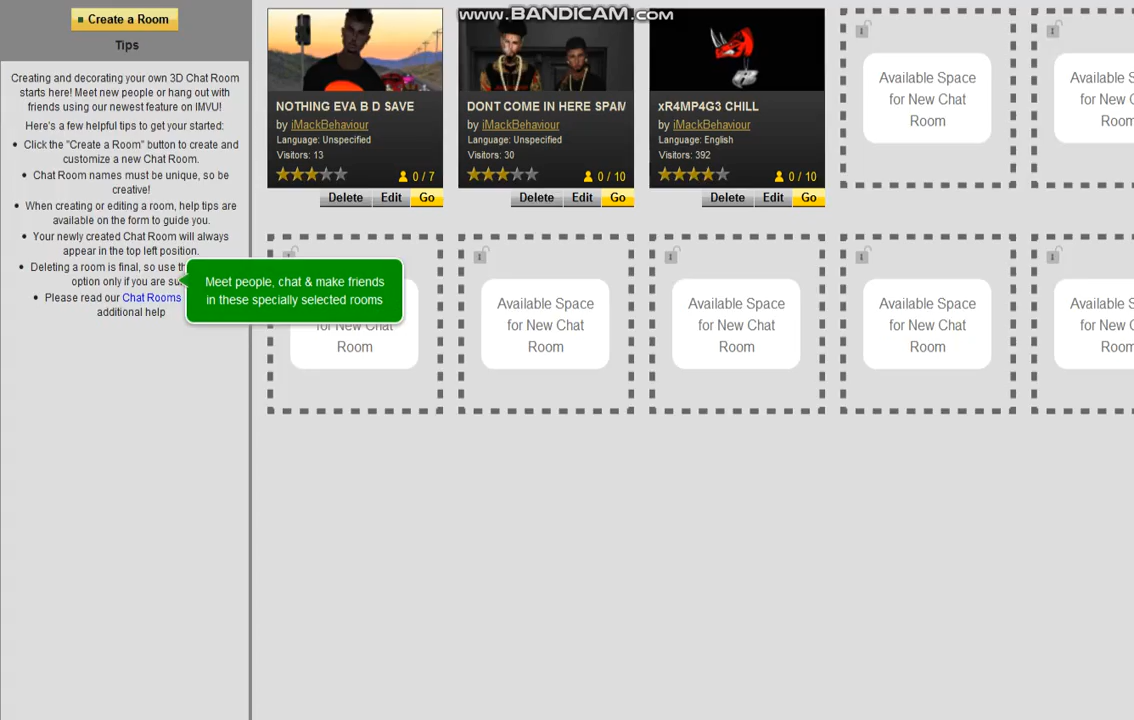 Create a Room
Tips
Creating and decorating your own 3D Chat Room
starts here! Meet new people or hang out with
friends using our newest feature on IMVU!
Here's a few helpful tips to get your started:
Click the "Create a Room" button to create and
customize a new Chat Room.
Chat Room names must be unique, so be
creative!
When creating or editing a room, help tips are
available on the form to guide you.
Your newly created Chat Room will always
appear in the top left position.
Deleting a room is final, so use th
option only if you are su
Please read our Chat Rooms
additional help
Meet people, chat & make friends
in these specially selected rooms
www.BANDICAM.com
NOTHING EVA B D SAVE
by iMackBehaviour
Language: Unspecified
Visitors: 13
0 / 7
Delete Edit Go
DONT COME IN HERE SPAM
by iMackBehaviour
Language: Unspecified
Visitors: 30
0 / 10
Delete Edit Go
xR4MP4G3 CHILL
by iMackBehaviour
Language: English
Visitors: 392
0 / 10
Delete Edit Go
Available Space
for New Chat
Room
Available S
for New C
Room
for New Chat
Room
Available Space
for New Chat
Room
Available Space
for New Chat
Room
Available Space
for New Chat
Room
Available S
for New C
Room